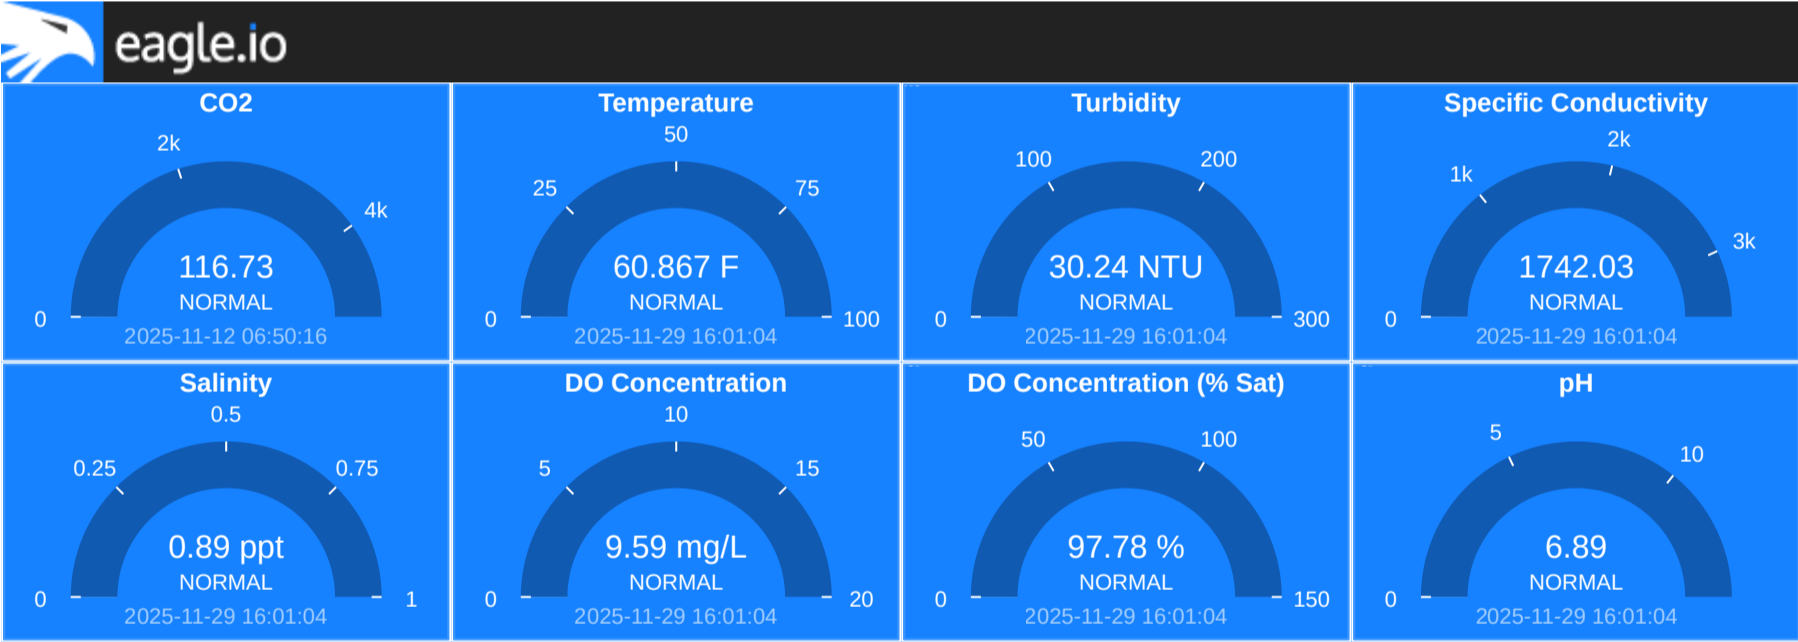 eagle.io
CO2
2k
4k
116.73
NORMAL
0
2025-11-12 06:50:16
Temperature
50
25
75
60.867 F
NORMAL
0
100
2025-11-29 16:01:04
Turbidity
100
200
30.24 NTU
NORMAL
0
300
2025-11-29 16:01:04
Specific Conductivity
2k
1k
3k
1742.03
NORMAL
0
2025-11-29 16:01:04
Salinity
0.5
0.25
0.75
0.89 ppt
NORMAL
0
1
2025-11-29 16:01:04
DO Concentration
10
5
15
9.59 mg/L
NORMAL
0
20
2025-11-29 16:01:04
DO Concentration (% Sat)
50
100
97.78 %
NORMAL
0
150
2025-11-29 16:01:04
pH
5
10
6.89
NORMAL
0
2025-11-29 16:01:04